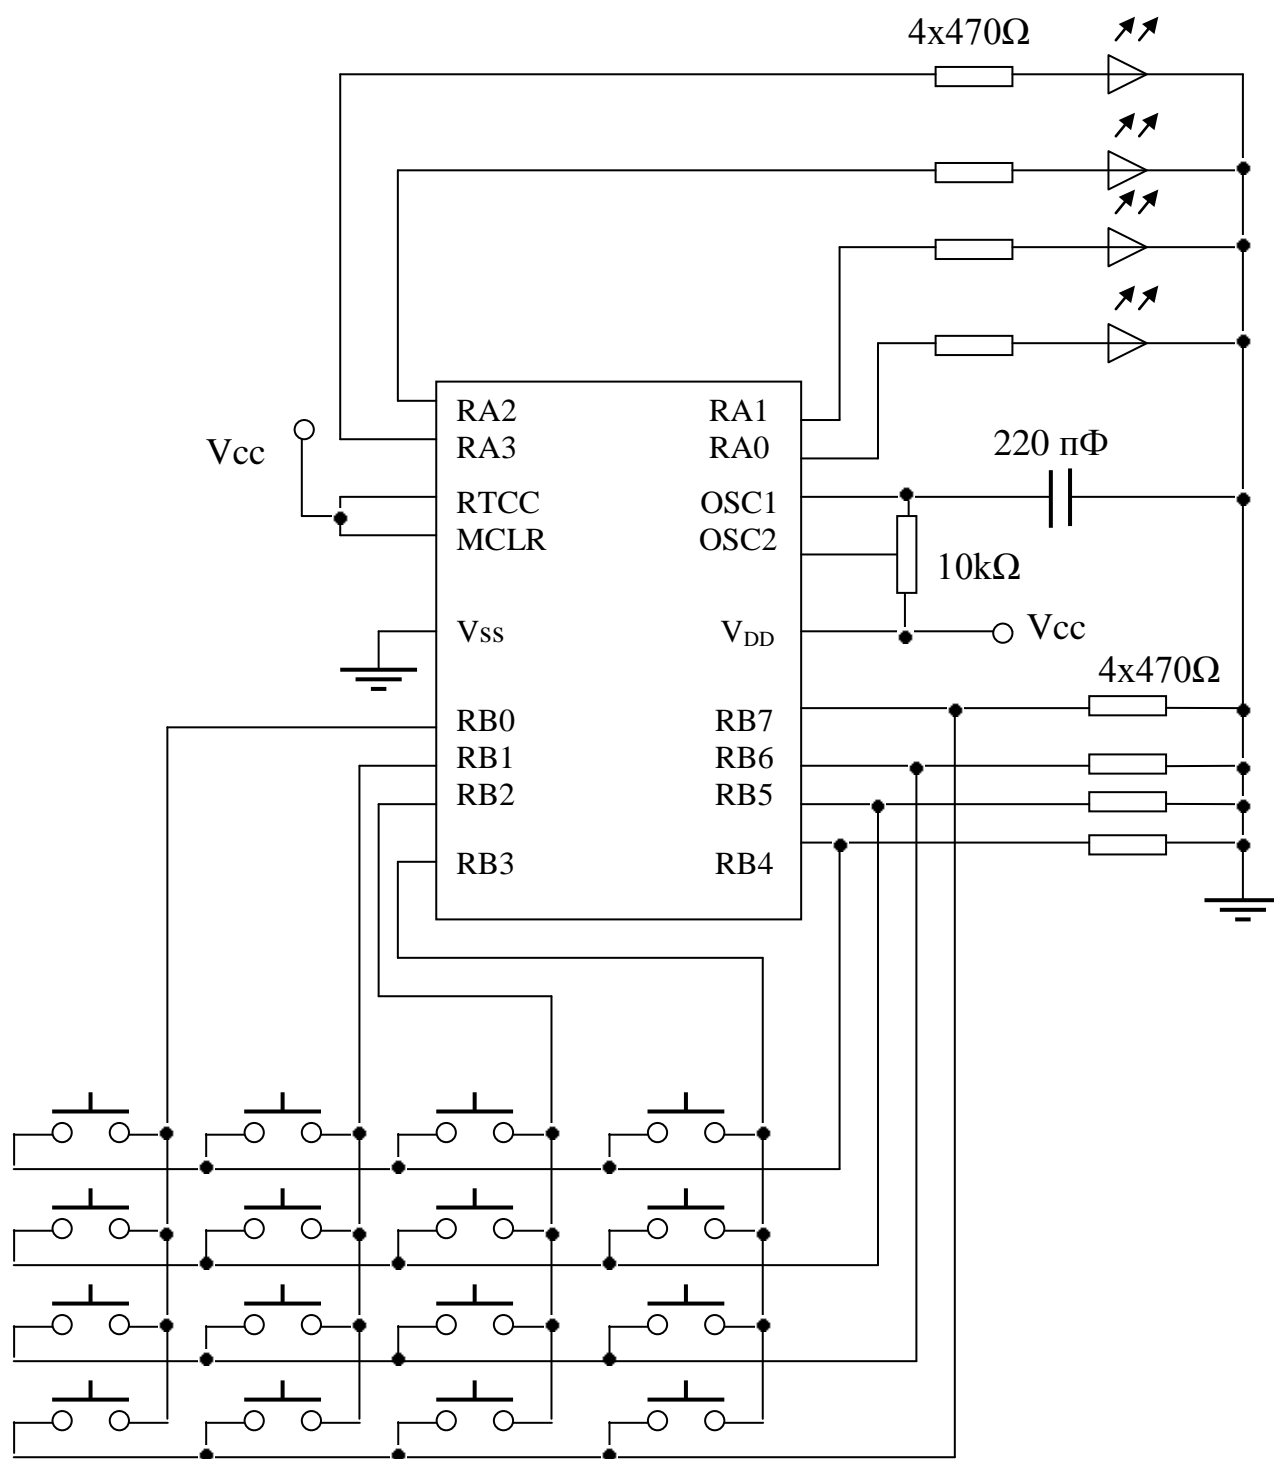 4x470Ω
RA2
RA1
RA3
RA0
Vcc
220 пФ
RTCC
OSC1
MCLR
OSC2
10kΩ
Vss
VDD
Vcc
4x470Ω
RB0
RB7
RB1
RB6
RB2
RB5
RB3
RB4